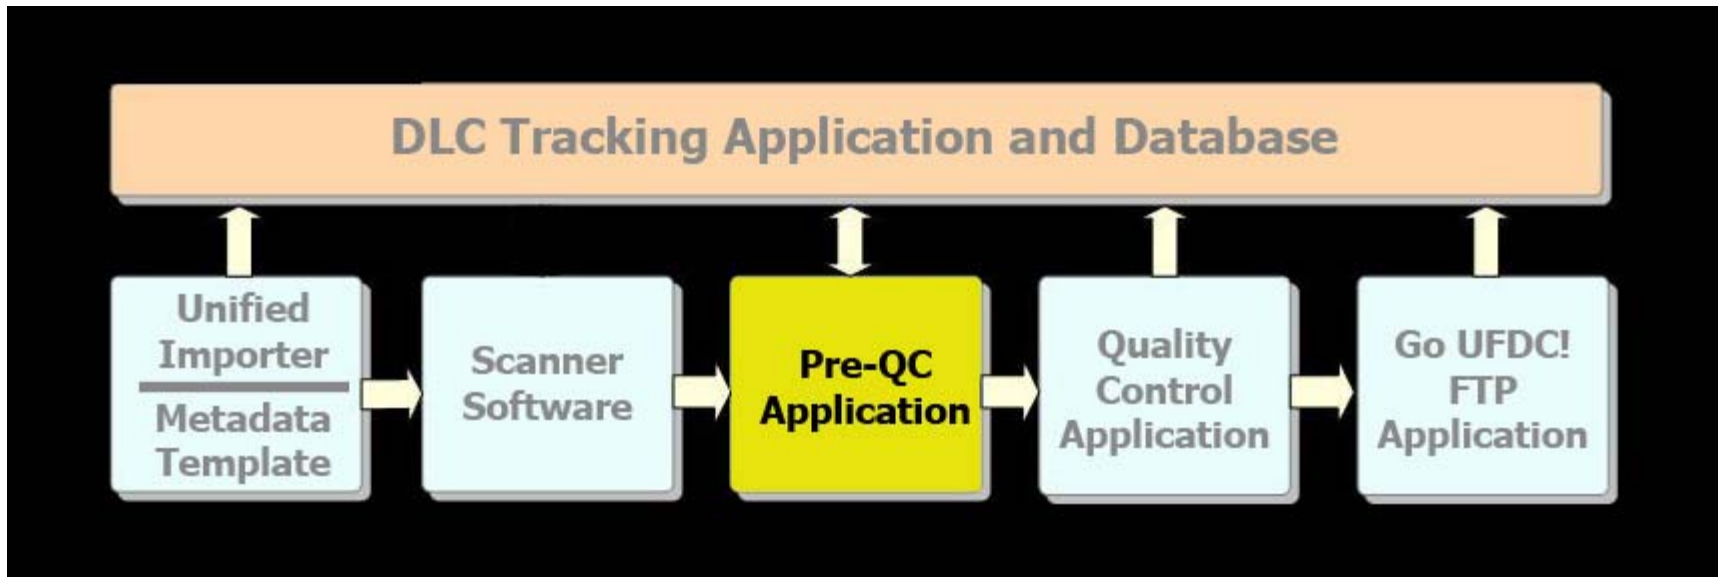 DLC Tracking Application and Database
Unified
Importer
Metadata
Template
Scanner
Software
Pre-QC
Application
Quality
Control
Application
Go UFDC!
FTP
Application